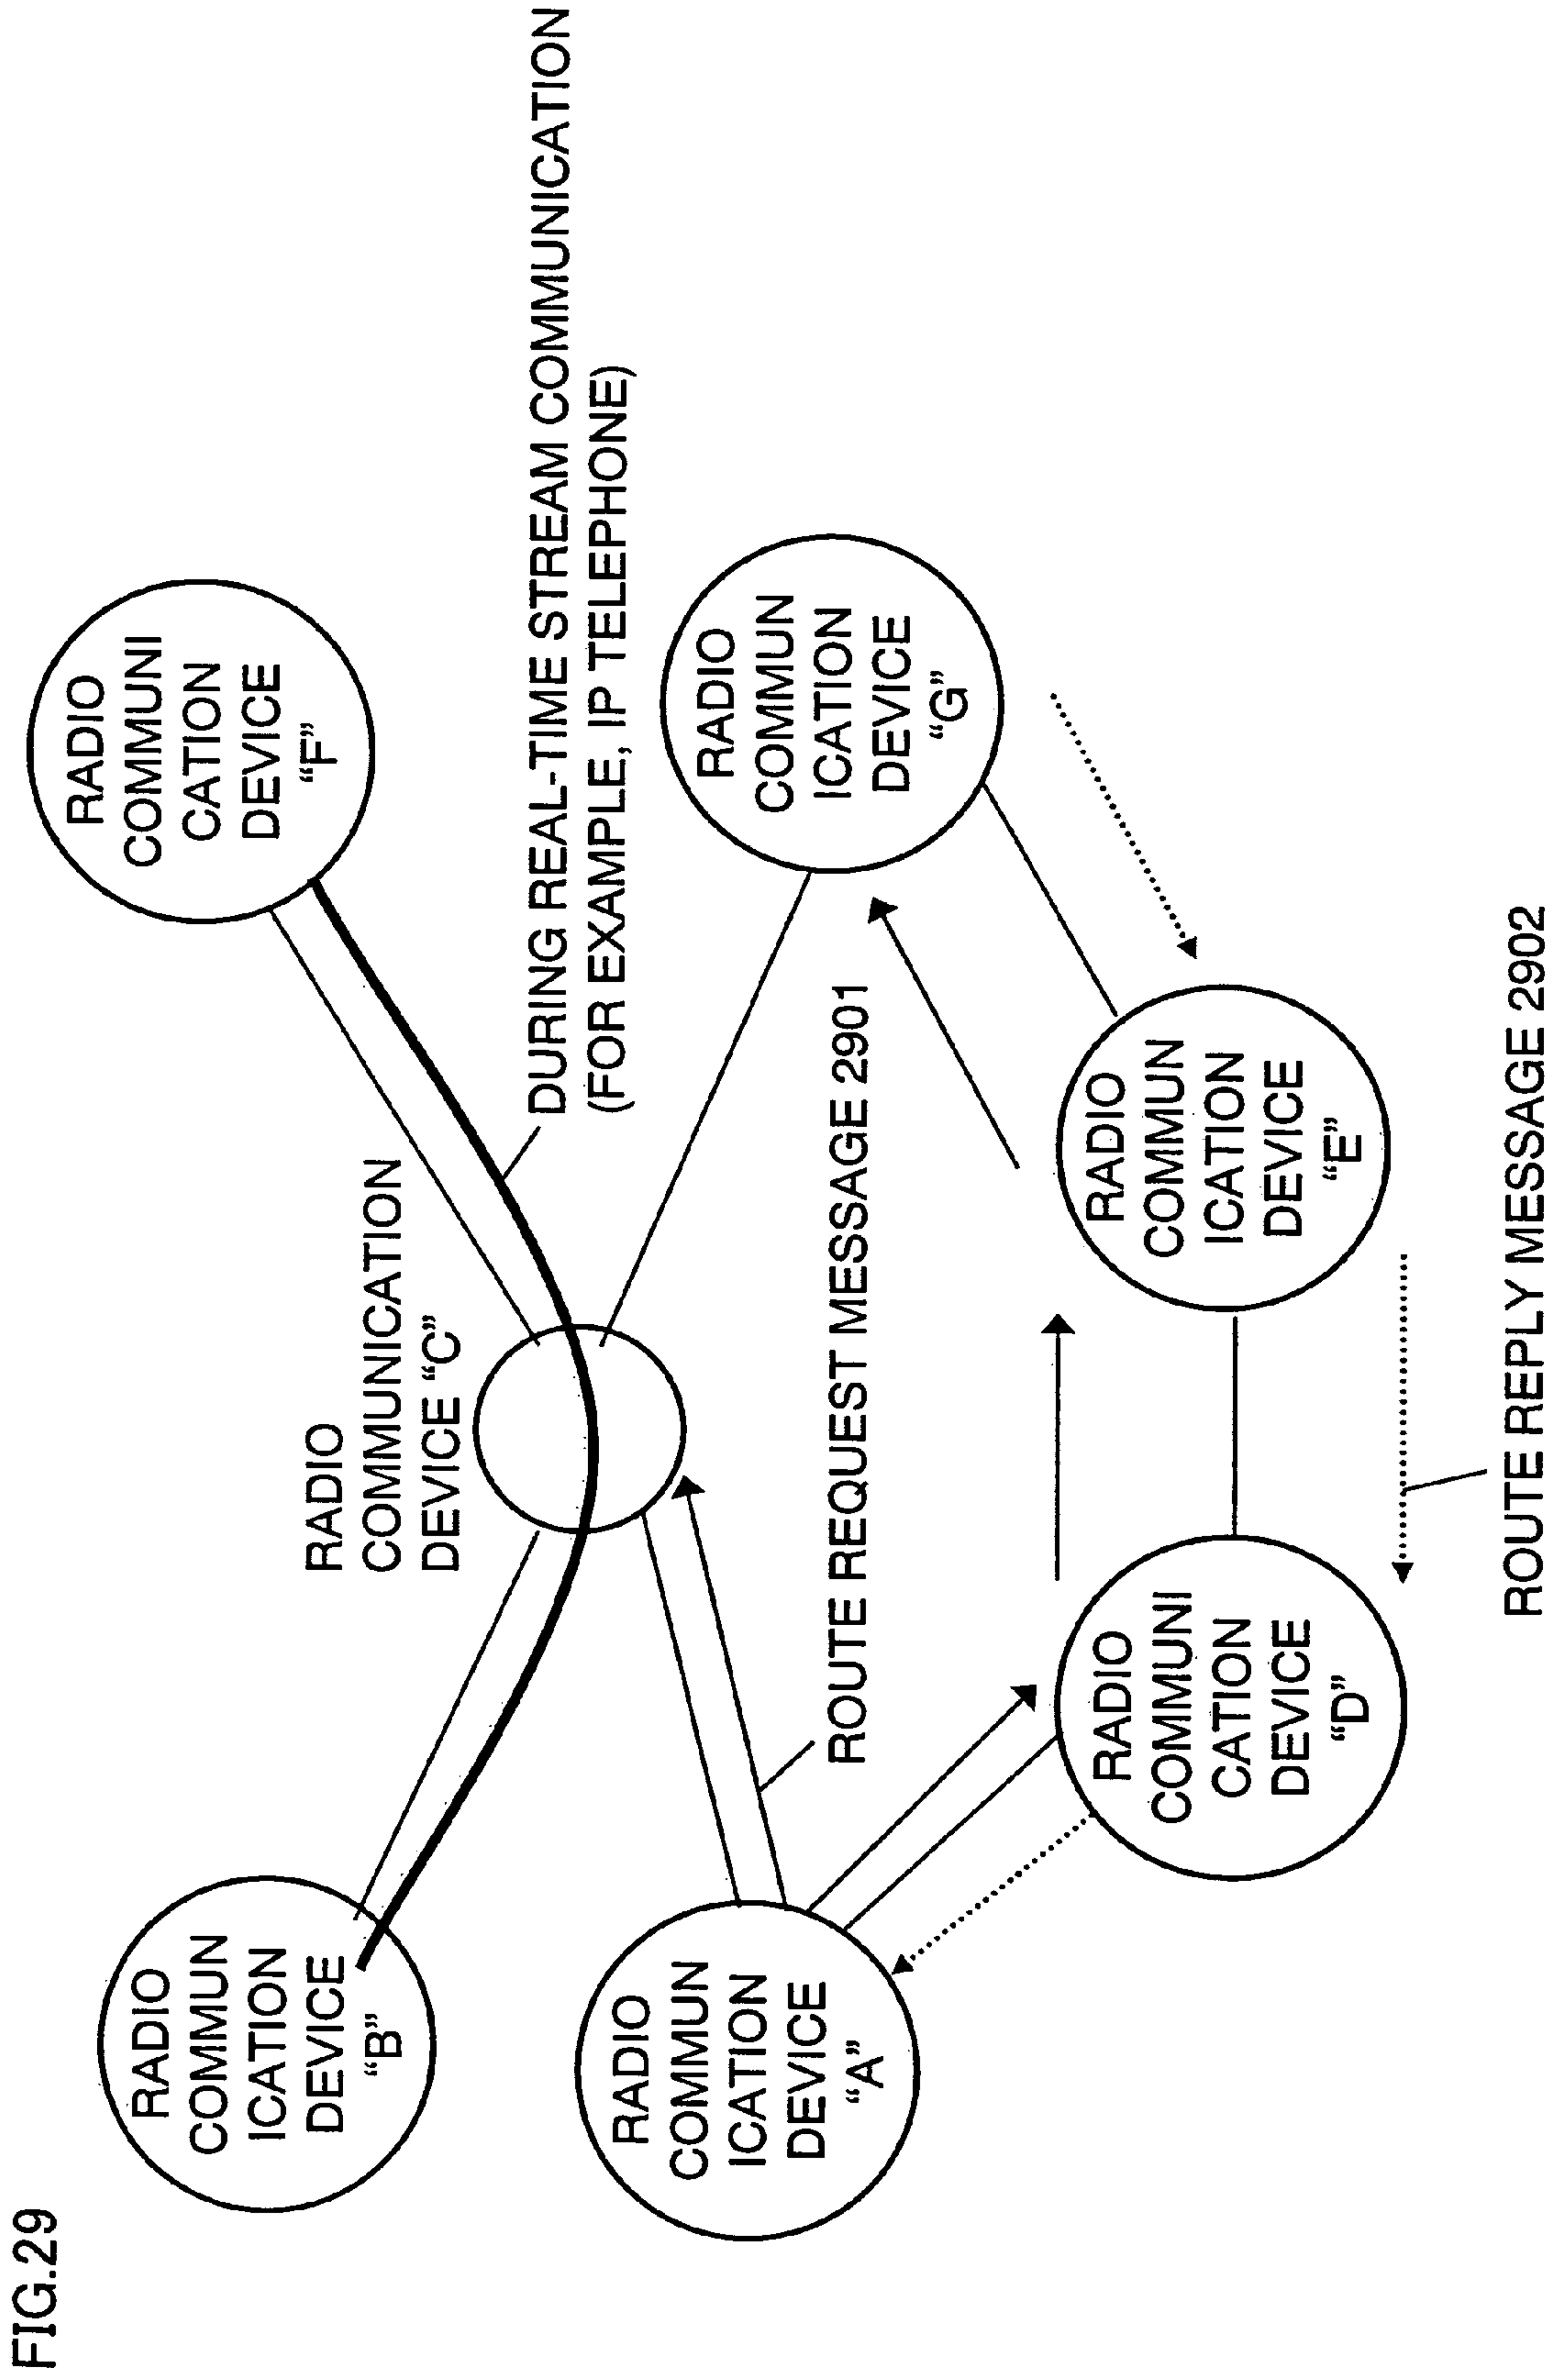 FIG.29
RADIO
COMMUN
ICATION
DEVICE
“B”
RADIO
COMMUNI
CATION
DEVICE
“F”
RADIO
COMMUNICATION
DEVICE “C”
DURING REAL-TIME STREAM COMMUNICATION
(FOR EXAMPLE, IP TELEPHONE)
RADIO
COMMUN
ICATION
DEVICE
“A”
ROUTE REQUEST MESSAGE 2901
RADIO
COMMUN
ICATION
DEVICE
“G”
RADIO
COMMUNI
CATION
DEVICE
“D”
RADIO
COMMUN
ICATION
DEVICE
“E”
ROUTE REPLY MESSAGE 2902